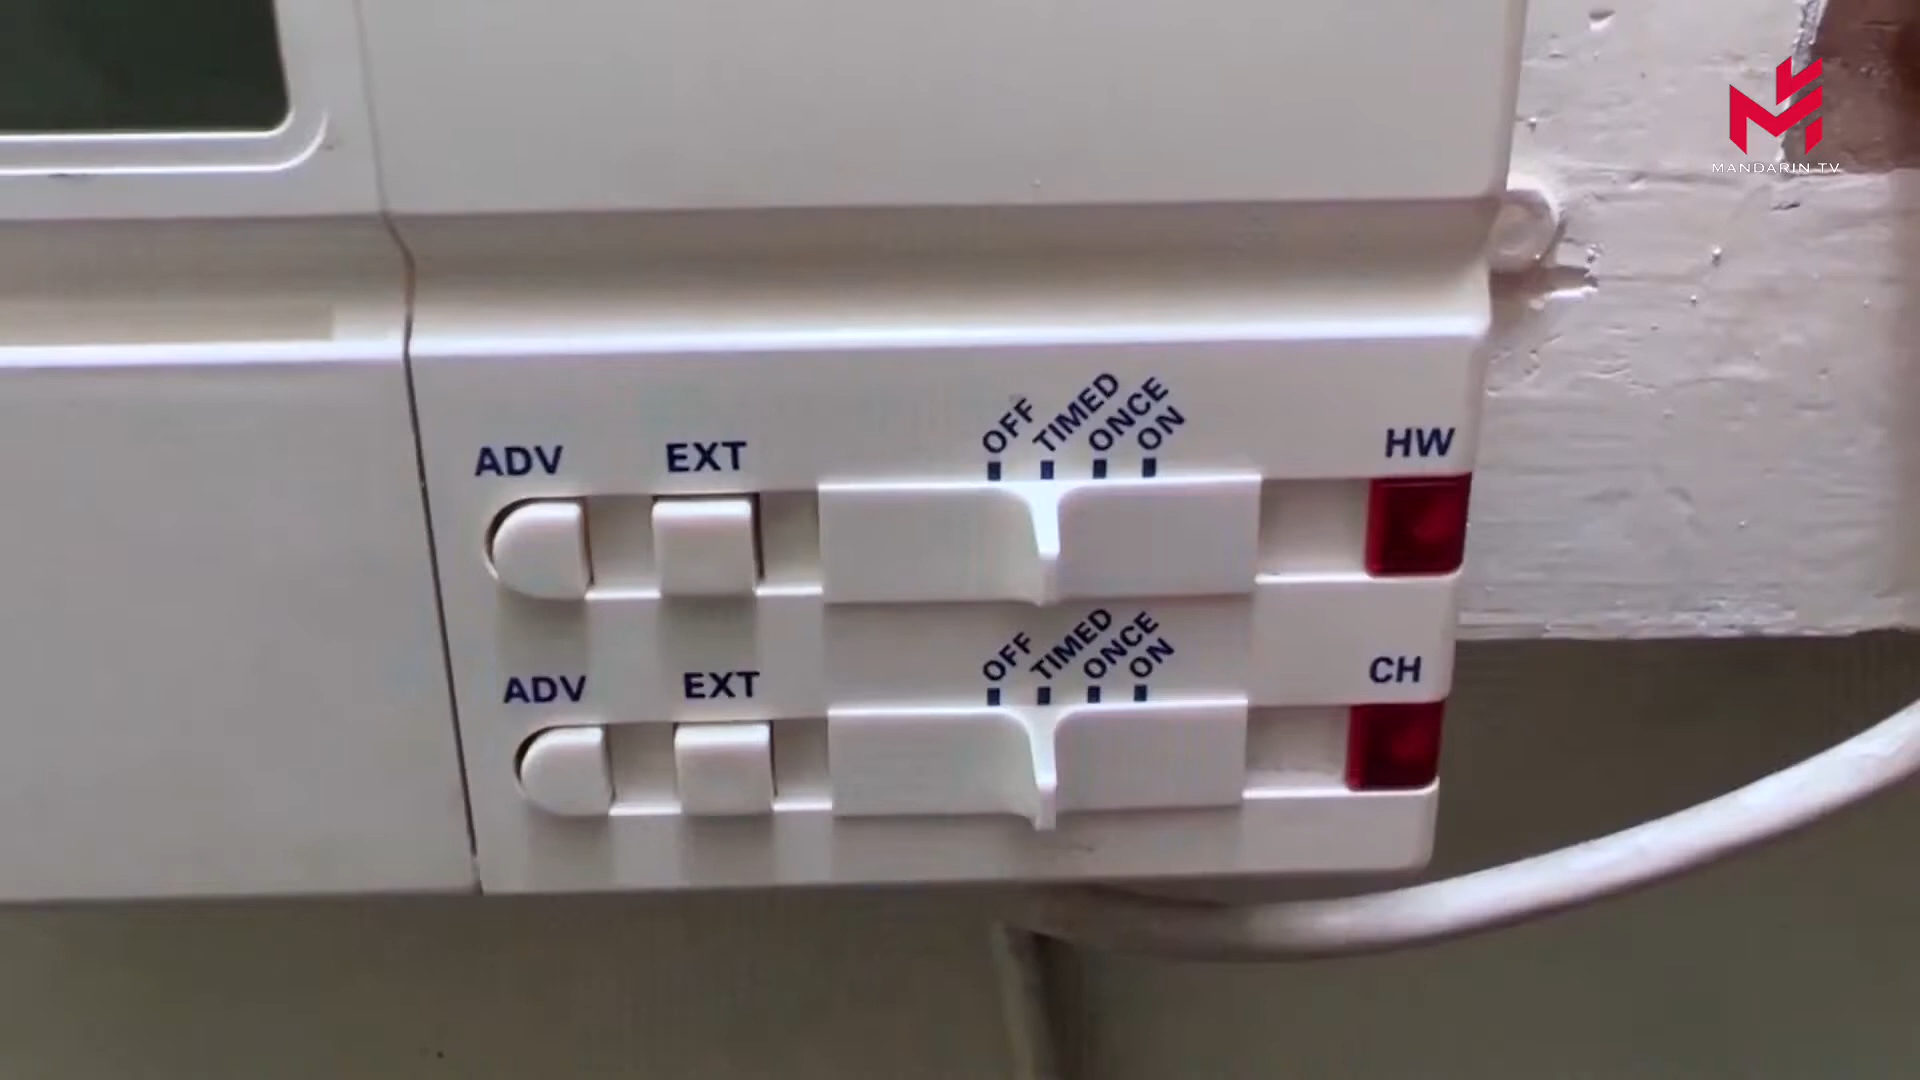 MANDARIN TV
OFF TIMED ONCE ON
ADV EXT HW
OFF TIMED ONCE ON
ADV EXT CH